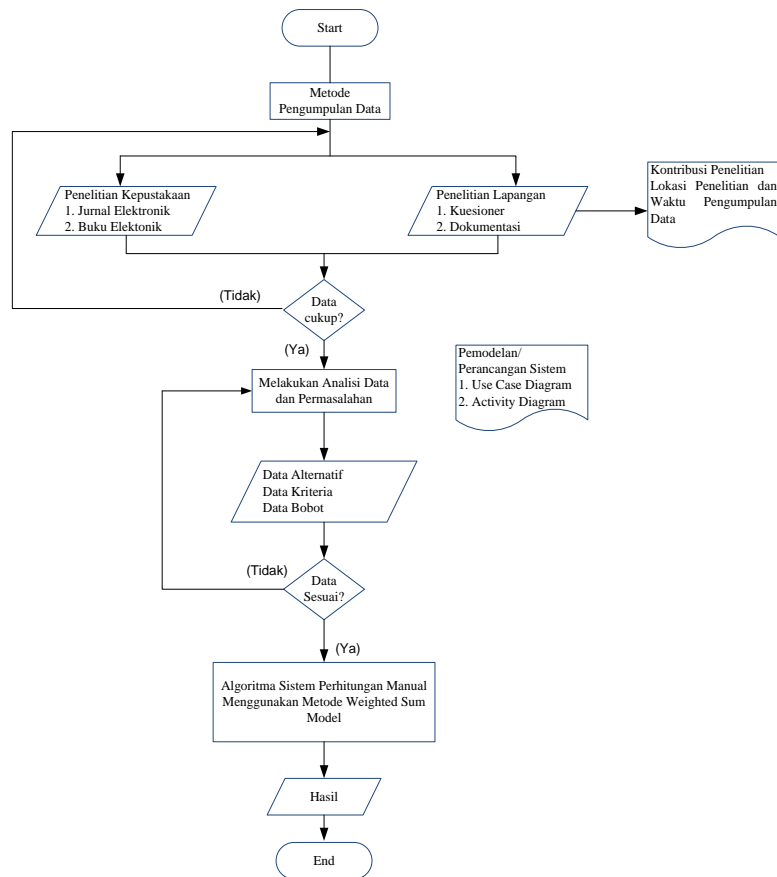 Start
Metode
Pengumpulan Data
Penelitian Kepustakaan
1. Jurnal Elektronik
2. Buku Elektonik
Penelitian Lapangan
1. Kuesioner
2. Dokumentasi
Kontribusi Penelitian
Lokasi Penelitian dan
Waktu Pengumpulan
Data
(Tidak)
Data
cukup?
(Ya)
Pemodelan/
Perancangan Sistem
1. Use Case Diagram
2. Activity Diagram
Melakukan Analisi Data
dan Permasalahan
Data Alternatif
Data Kriteria
Data Bobot
(Tidak)
Data
Sesuai?
(Ya)
Algoritma Sistem Perhitungan Manual
Menggunakan Metode Weighted Sum
Model
Hasil
End